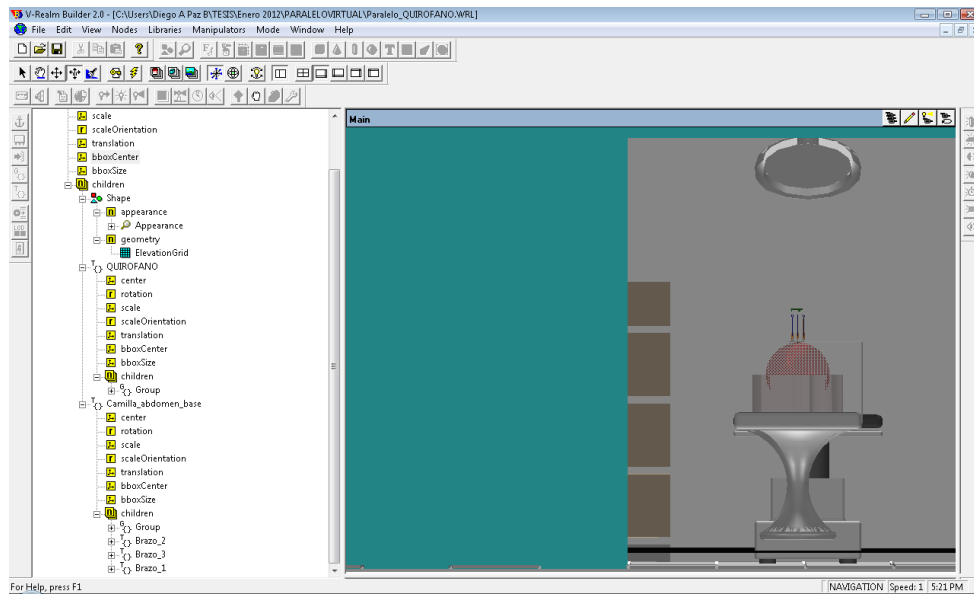 V-Realm Builder 2.0 - [C:\Users\Diego A Paz B\TESIS\Enero 2012\PARALELOVIRTUAL\Paralelo_QUIROFANO.WRL]
File Edit View Nodes Libraries Manipulators Mode Window Help
scale
scaleOrientation
translation
bboxCenter
bboxSize
children
Shape
appearance
Appearance
geometry
ElevationGrid
QUIROFANO
center
rotation
scale
scaleOrientation
translation
bboxCenter
bboxSize
children
Group
Camilla_abdomen_base
center
rotation
scale
scaleOrientation
translation
bboxCenter
bboxSize
children
Group
Brazo_2
Brazo_3
Brazo_1
Main
For Help, press F1
NAVIGATION Speed: 1 5:21 PM